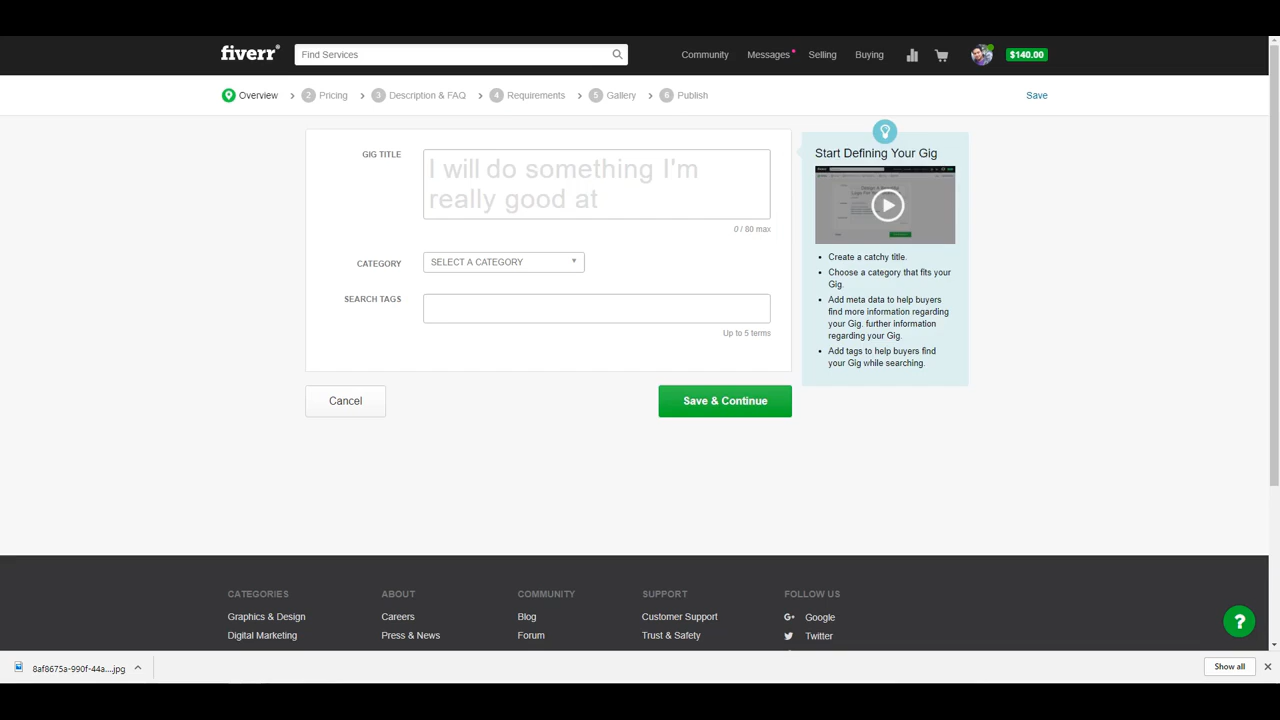 fiverr®
Find Services
Community
Messages
Selling
Buying
$140.00
Overview
2 Pricing
3 Description & FAQ
4 Requirements
5 Gallery
6 Publish
Save
GIG TITLE
I will do something I'm
really good at
0 / 80 max
CATEGORY
SELECT A CATEGORY
SEARCH TAGS
Up to 5 terms
Cancel
Save & Continue
Start Defining Your Gig
• Create a catchy title.
• Choose a category that fits your
Gig.
• Add meta data to help buyers
find more information regarding
your Gig. further information
regarding your Gig.
• Add tags to help buyers find
your Gig while searching.
CATEGORIES
Graphics & Design
Digital Marketing
ABOUT
Careers
Press & News
COMMUNITY
Blog
Forum
SUPPORT
Customer Support
Trust & Safety
FOLLOW US
G+ Google
Twitter
?
8af8675a-990f-44a....jpg
Show all